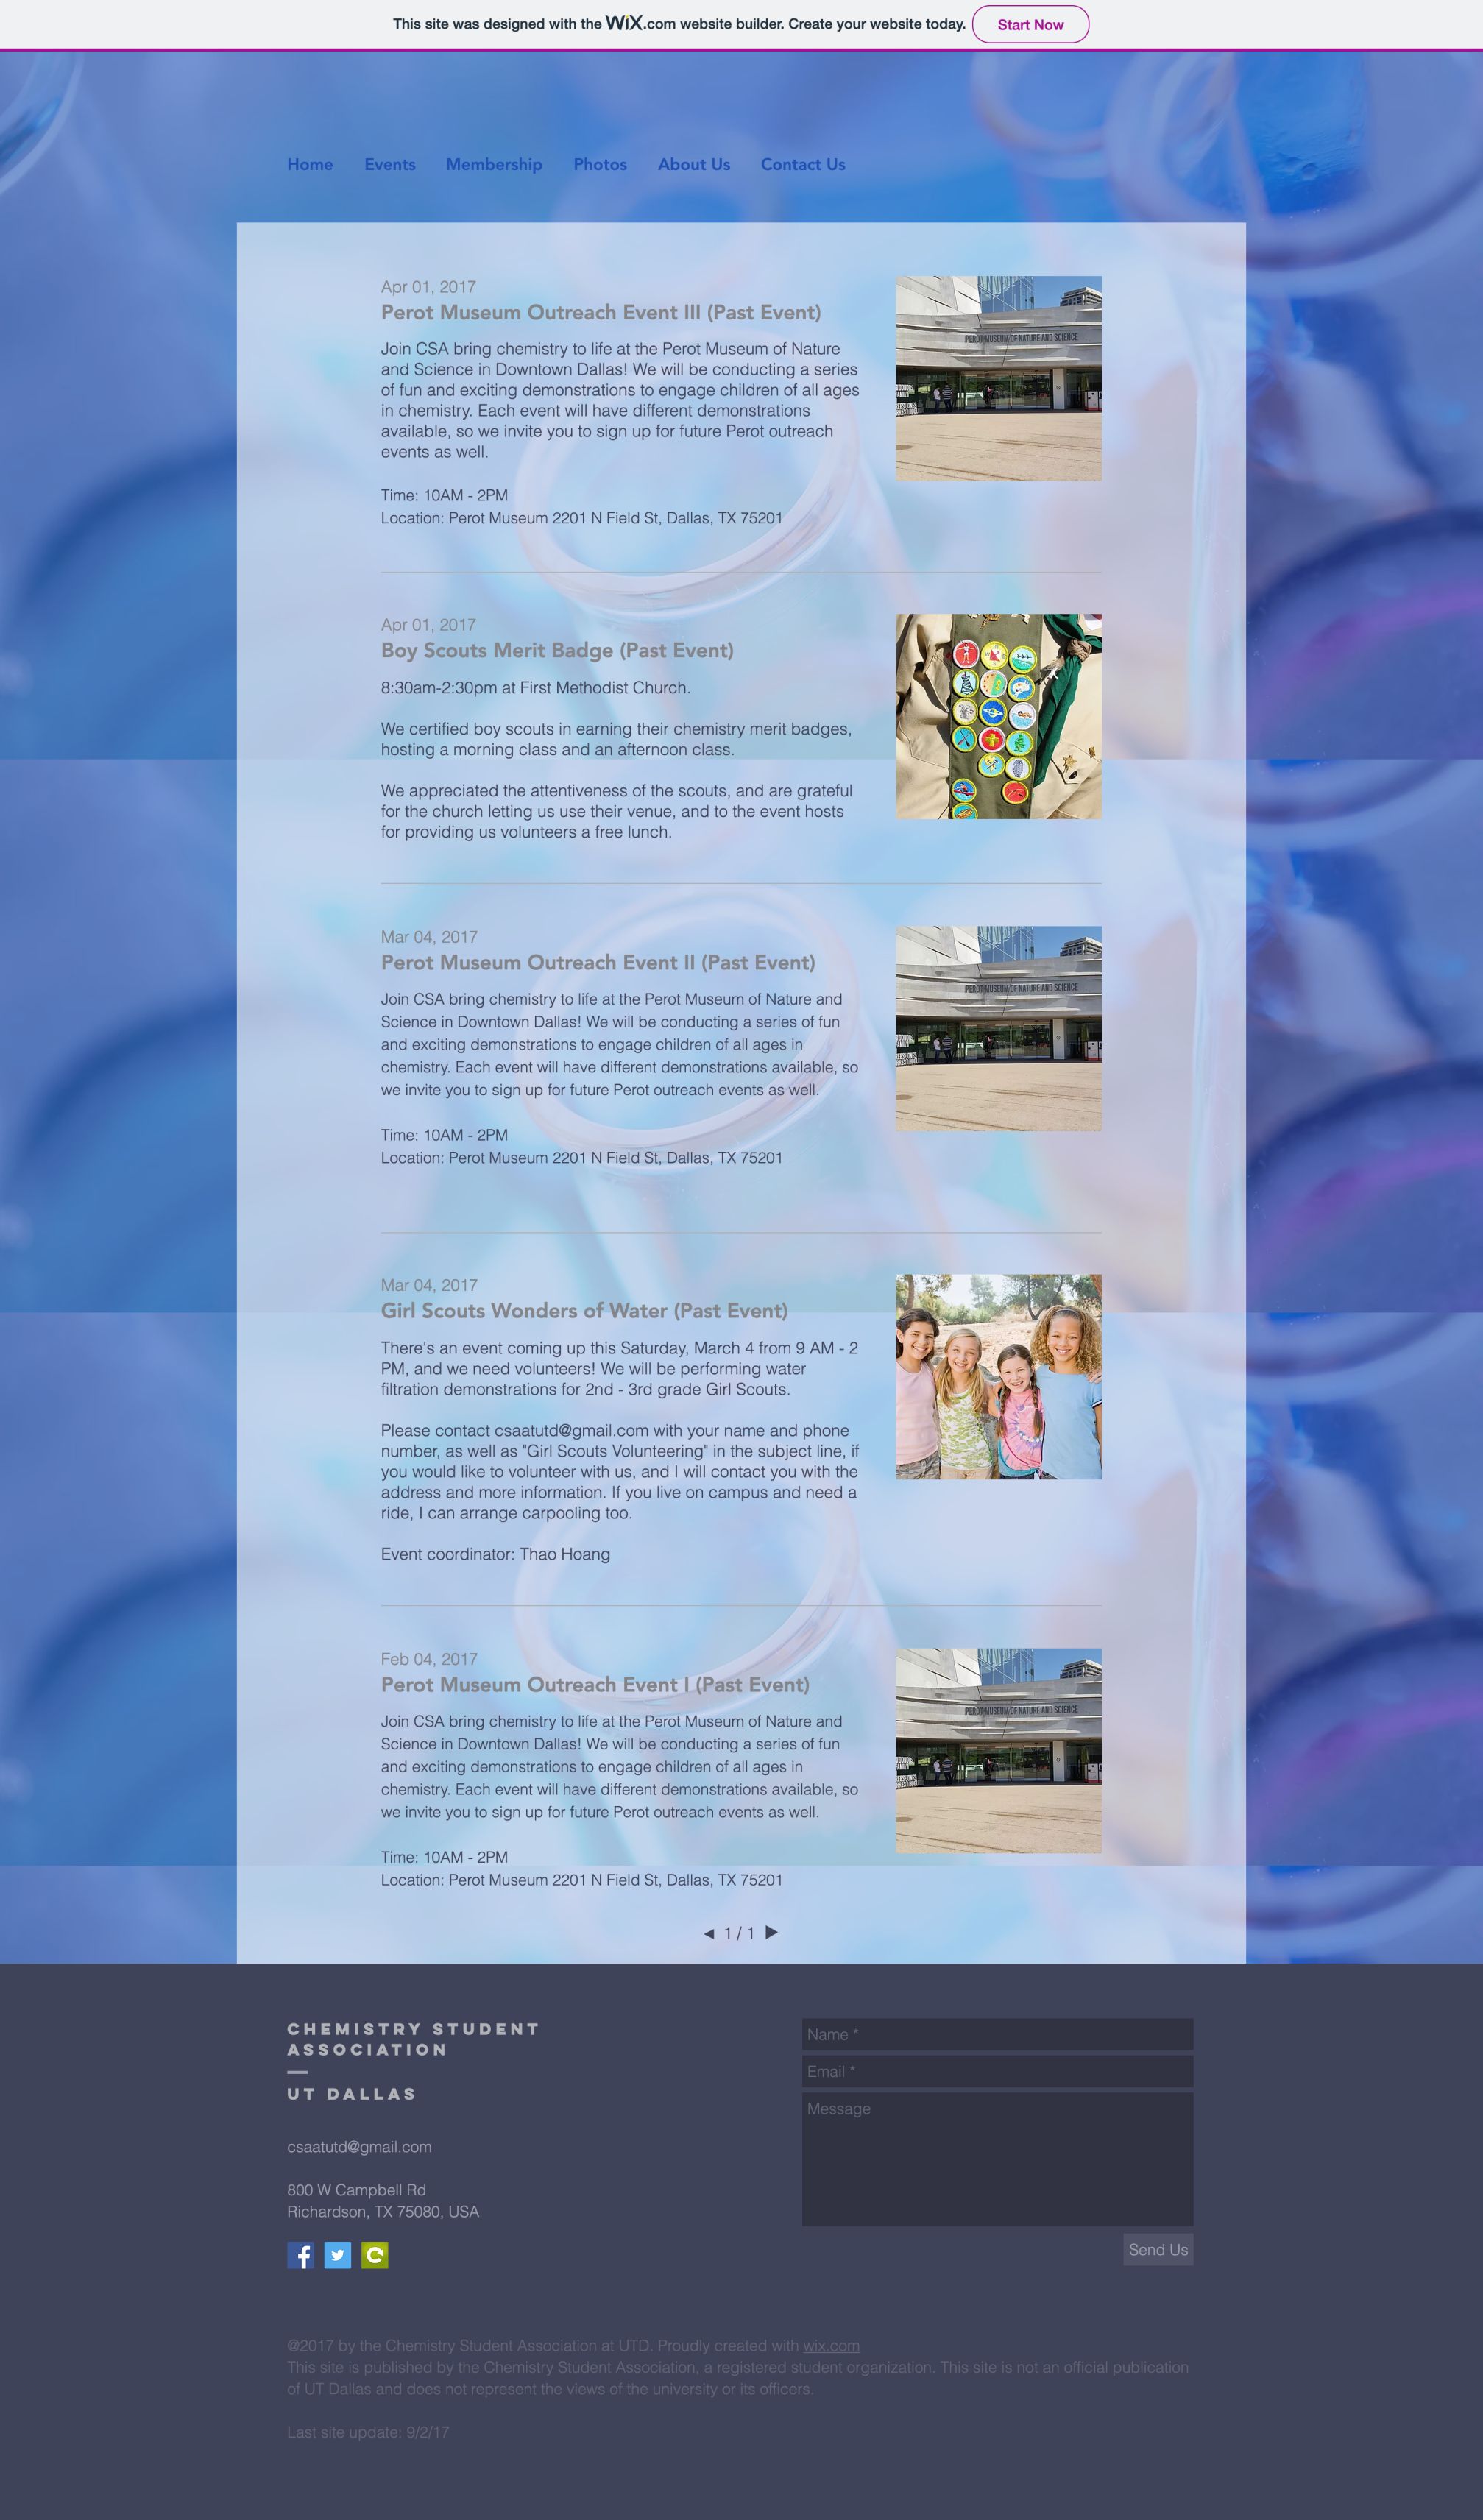 This site was designed with the WiX.com website builder. Create your website today. Start Now
Home Events Membership Photos About Us Contact Us
Apr 01, 2017
Perot Museum Outreach Event III (Past Event)
Join CSA bring chemistry to life at the Perot Museum of Nature
and Science in Downtown Dallas! We will be conducting a series
of fun and exciting demonstrations to engage children of all ages
in chemistry. Each event will have different demonstrations
available, so we invite you to sign up for future Perot outreach
events as well.
Time: 10AM - 2PM
Location: Perot Museum 2201 N Field St, Dallas, TX 75201
PEROT MUSEUM OF NATURE AND SCIENCE
Apr 01, 2017
Boy Scouts Merit Badge (Past Event)
8:30am-2:30pm at First Methodist Church.
We certified boy scouts in earning their chemistry merit badges,
hosting a morning class and an afternoon class.
We appreciated the attentiveness of the scouts, and are grateful
for the church letting us use their venue, and to the event hosts
for providing us volunteers a free lunch.
Mar 04, 2017
Perot Museum Outreach Event II (Past Event)
Join CSA bring chemistry to life at the Perot Museum of Nature and
Science in Downtown Dallas! We will be conducting a series of fun
and exciting demonstrations to engage children of all ages in
chemistry. Each event will have different demonstrations available, so
we invite you to sign up for future Perot outreach events as well.
Time: 10AM - 2PM
Location: Perot Museum 2201 N Field St, Dallas, TX 75201
PEROT MUSEUM OF NATURE AND SCIENCE
Mar 04, 2017
Girl Scouts Wonders of Water (Past Event)
There's an event coming up this Saturday, March 4 from 9 AM - 2
PM, and we need volunteers! We will be performing water
filtration demonstrations for 2nd - 3rd grade Girl Scouts.
Please contact csaatutd@gmail.com with your name and phone
number, as well as "Girl Scouts Volunteering" in the subject line, if
you would like to volunteer with us, and I will contact you with the
address and more information. If you live on campus and need a
ride, I can arrange carpooling too.
Event coordinator: Thao Hoang
Feb 04, 2017
Perot Museum Outreach Event I (Past Event)
Join CSA bring chemistry to life at the Perot Museum of Nature and
Science in Downtown Dallas! We will be conducting a series of fun
and exciting demonstrations to engage children of all ages in
chemistry. Each event will have different demonstrations available, so
we invite you to sign up for future Perot outreach events as well.
Time: 10AM - 2PM
Location: Perot Museum 2201 N Field St, Dallas, TX 75201
PEROT MUSEUM OF NATURE AND SCIENCE
1 / 1
CHEMISTRY STUDENT
ASSOCIATION
—
UT DALLAS
csaatutd@gmail.com
800 W Campbell Rd
Richardson, TX 75080, USA
Name *
Email *
Message
Send Us
@2017 by the Chemistry Student Association at UTD. Proudly created with wix.com
This site is published by the Chemistry Student Association, a registered student organization. This site is not an official publication
of UT Dallas and does not represent the views of the university or its officers.
Last site update: 9/2/17